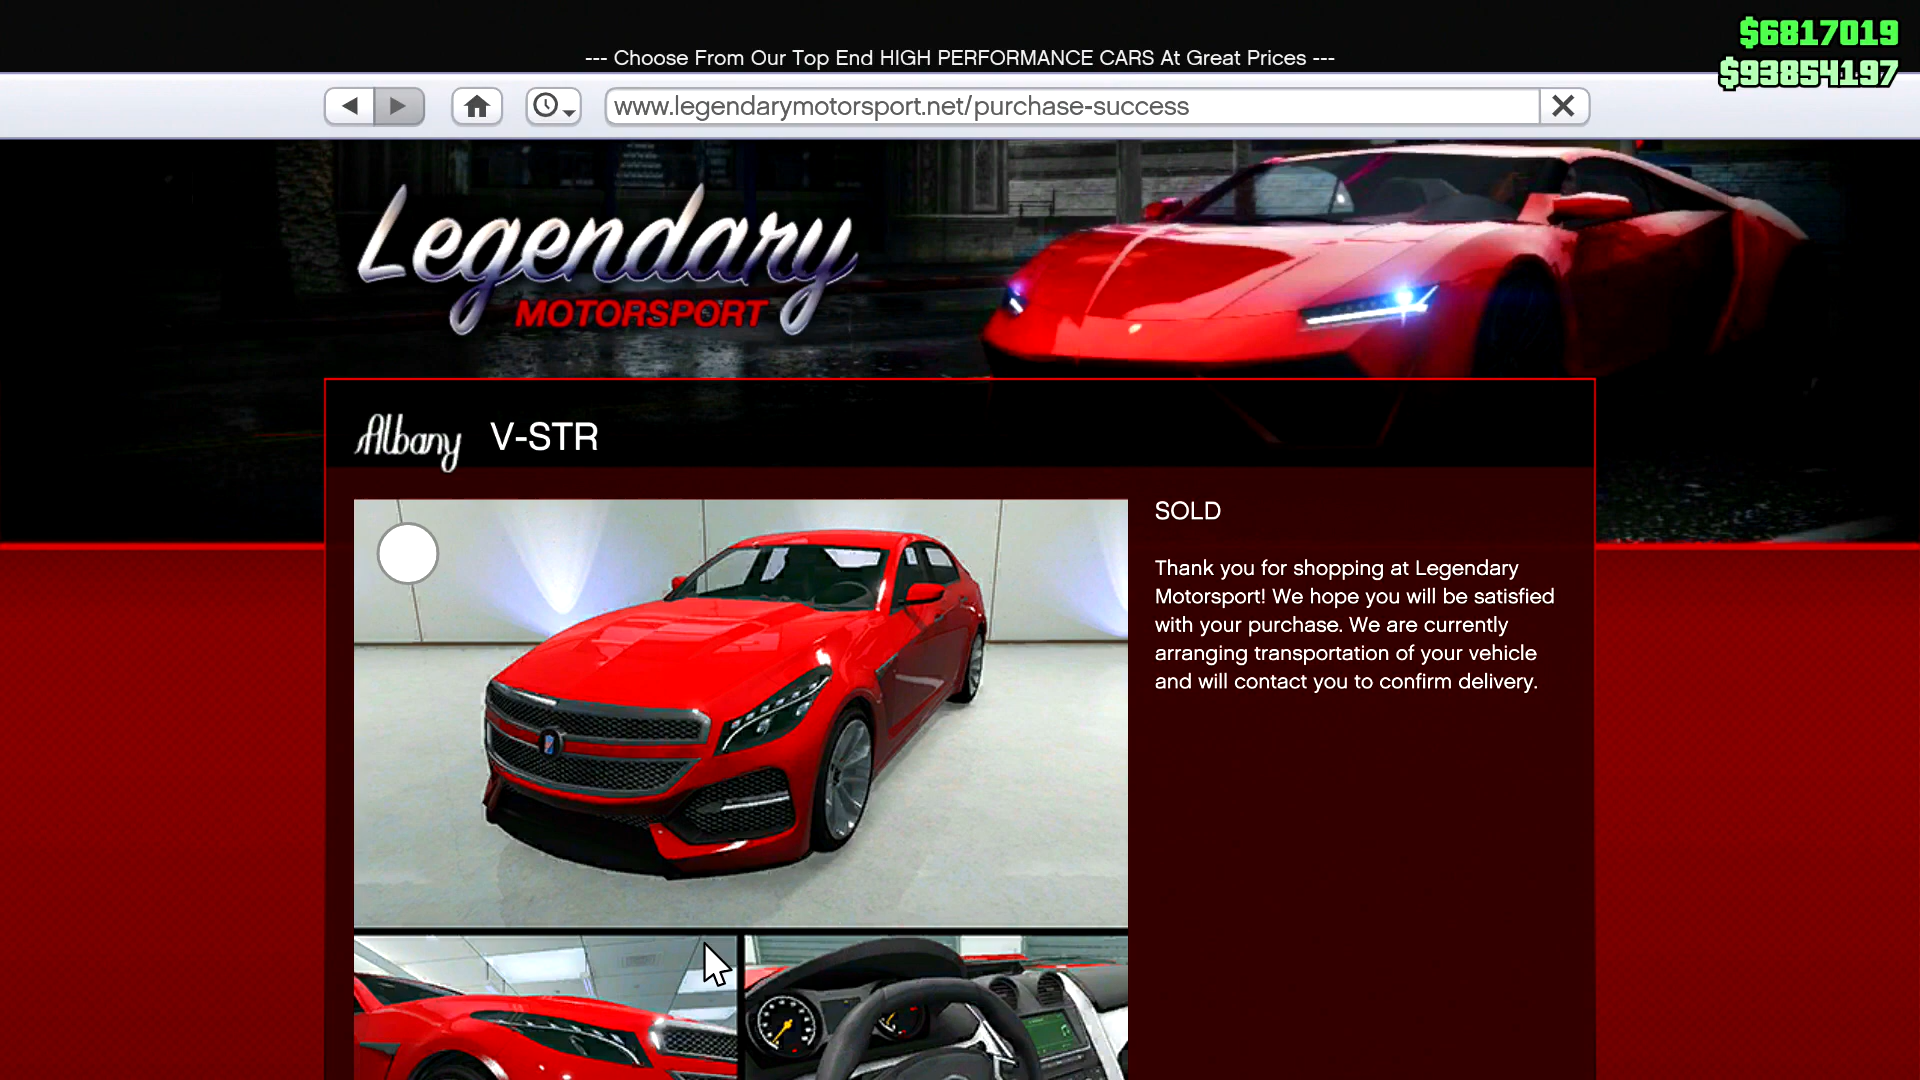 $6817019
--- Choose From Our Top End HIGH PERFORMANCE CARS At Great Prices ---
$93854197
www.legendarymotorsport.net/purchase-success
Legendary
MOTORSPORT
Albany V-STR
SOLD
Thank you for shopping at Legendary
Motorsport! We hope you will be satisfied
with your purchase. We are currently
arranging transportation of your vehicle
and will contact you to confirm delivery.